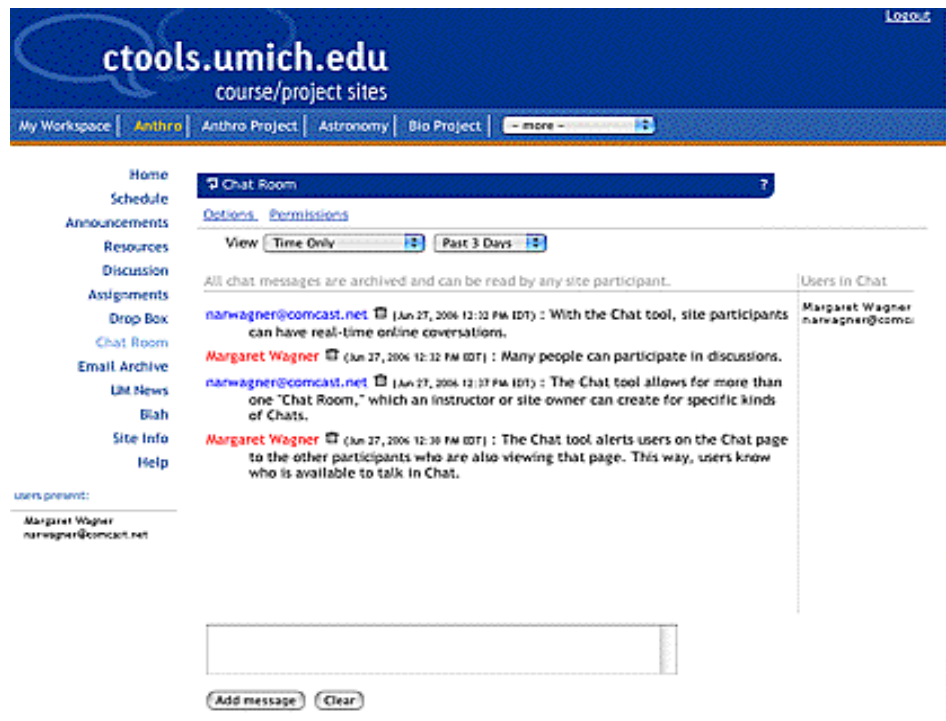 Logout
ctools.umich.edu
course/project sites
My Workspace Anthro Anthro Project Astronomy Bio Project - more -
Home
Schedule
Announcements
Resources
Discussion
Assignments
Drop Box
Chat Room
Email Archive
UM News
Blah
Site Info
Help
users present:
Margaret Wagner
narwagner@comcast.net
Chat Room ?
Options Permissions
View Time Only Past 3 Days
All chat messages are archived and can be read by any site participant.
narwagner@comcast.net (Jun 27, 2006 12:32 PM EDT) : With the Chat tool, site participants
can have real-time online coversations.
Margaret Wagner (Jun 27, 2006 12:32 PM EDT) : Many people can participate in discussions.
narwagner@comcast.net (Jun 27, 2006 12:37 PM EDT) : The Chat tool allows for more than
one "Chat Room," which an instructor or site owner can create for specific kinds
of Chats.
Margaret Wagner (Jun 27, 2006 PM EDT) : The Chat tool alerts users on the Chat page
to the other participants who are also viewing that page. This way, users know
who is available to talk in Chat.
Users in Chat
Margaret Wagner
narwagner@comc
Add message Clear